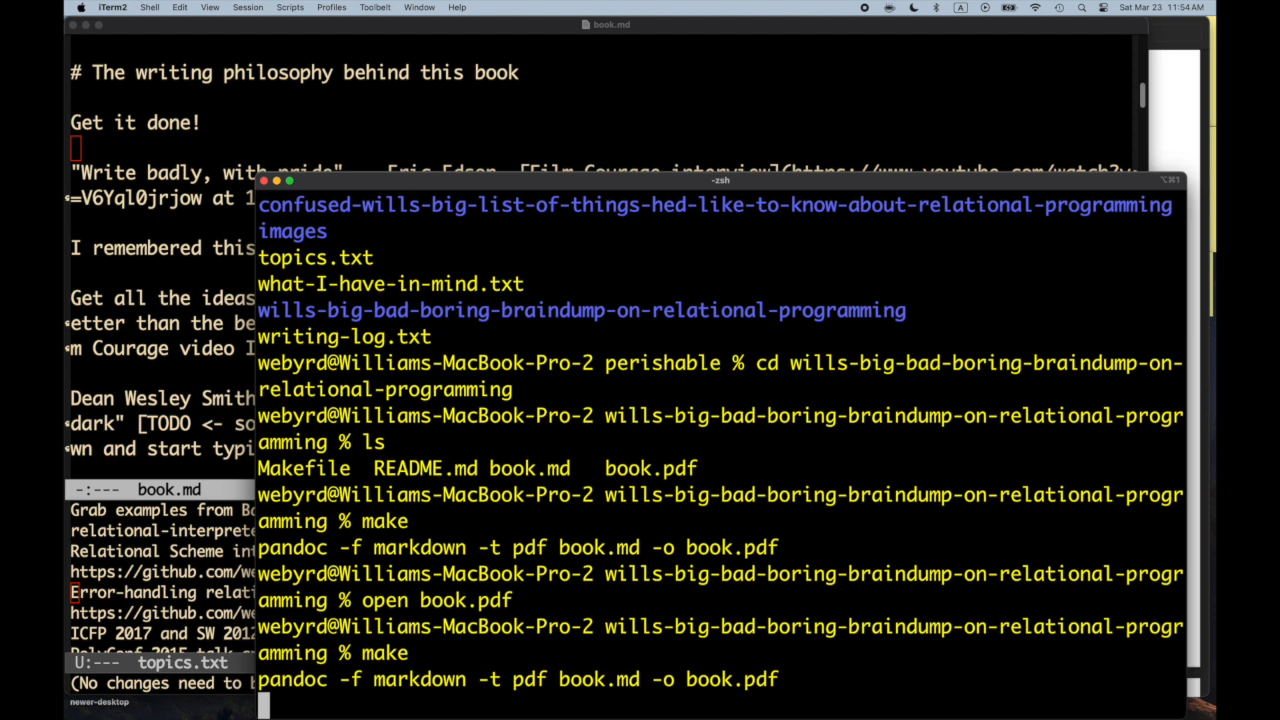 iTerm2 Shell Edit View Session Scripts Profiles Toolbelt Window Help Sat Mar 23 11:54 AM
book.md
# The writing philosophy behind this book
Get it done!
"Write badly, with pride"
=V6Yql0jrjow at 1
I remembered this
Get all the ideas
etter than the be
m Courage video I
Dean Wesley Smith
dark" [TODO <- so
wn and start typi
-:--- book.md
Grab examples from Bo
relational-interprete
Relational Scheme int
https://github.com/we
Error-handling relati
https://github.com/we
ICFP 2017 and SW 2012
PolyConf 2015 talk
U:--- topics.txt
(No changes need to b
newer-desktop
-zsh
⌥⌘1
confused-wills-big-list-of-things-hed-like-to-know-about-relational-programming
images
topics.txt
what-I-have-in-mind.txt
wills-big-bad-boring-braindump-on-relational-programming
writing-log.txt
webyrd@Williams-MacBook-Pro-2 perishable % cd wills-big-bad-boring-braindump-on-
relational-programming
webyrd@Williams-MacBook-Pro-2 wills-big-bad-boring-braindump-on-relational-progr
amming % ls
Makefile README.md book.md book.pdf
webyrd@Williams-MacBook-Pro-2 wills-big-bad-boring-braindump-on-relational-progr
amming % make
pandoc -f markdown -t pdf book.md -o book.pdf
webyrd@Williams-MacBook-Pro-2 wills-big-bad-boring-braindump-on-relational-progr
amming % open book.pdf
webyrd@Williams-MacBook-Pro-2 wills-big-bad-boring-braindump-on-relational-progr
amming % make
pandoc -f markdown -t pdf book.md -o book.pdf